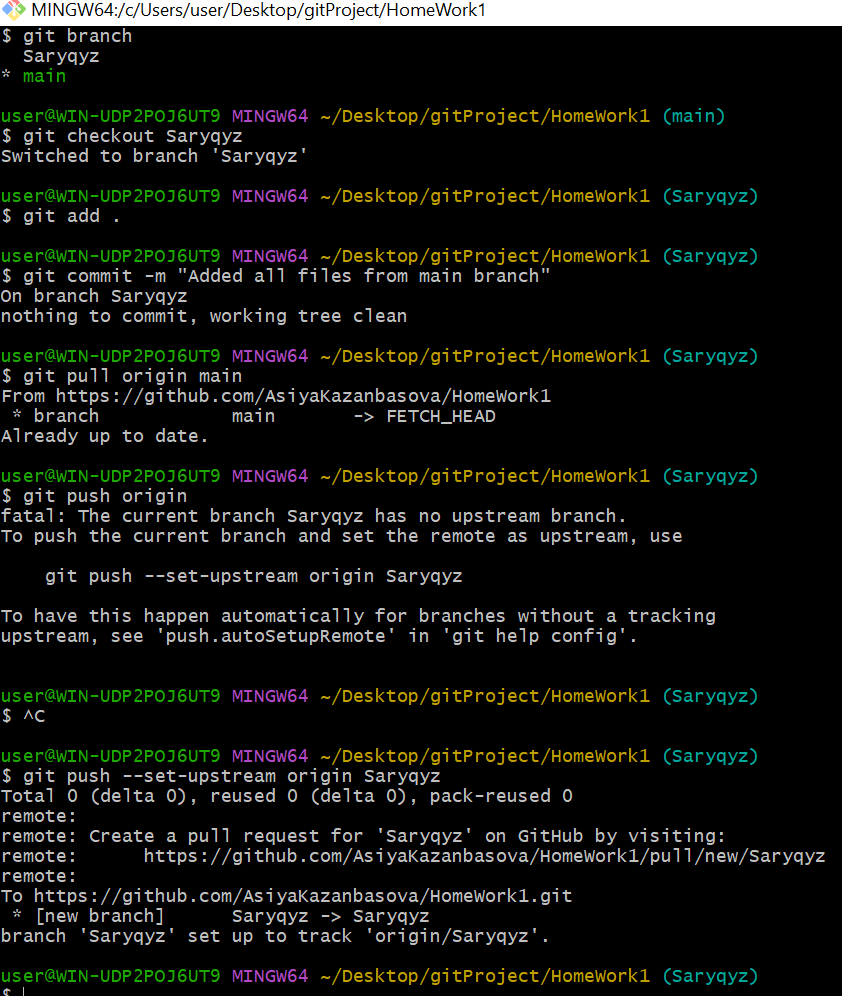 MINGW64:/c/Users/user/Desktop/gitProject/HomeWork1
$ git branch
  Saryqyz
* main
user@WIN-UDP2POJ6UT9 MINGW64 ~/Desktop/gitProject/HomeWork1 (main)
$ git checkout Saryqyz
Switched to branch 'Saryqyz'
user@WIN-UDP2POJ6UT9 MINGW64 ~/Desktop/gitProject/HomeWork1 (Saryqyz)
$ git add .
user@WIN-UDP2POJ6UT9 MINGW64 ~/Desktop/gitProject/HomeWork1 (Saryqyz)
$ git commit -m "Added all files from main branch"
On branch Saryqyz
nothing to commit, working tree clean
user@WIN-UDP2POJ6UT9 MINGW64 ~/Desktop/gitProject/HomeWork1 (Saryqyz)
$ git pull origin main
From https://github.com/AsiyaKazanbasova/HomeWork1
 * branch            main       -> FETCH_HEAD
Already up to date.
user@WIN-UDP2POJ6UT9 MINGW64 ~/Desktop/gitProject/HomeWork1 (Saryqyz)
$ git push origin
fatal: The current branch Saryqyz has no upstream branch.
To push the current branch and set the remote as upstream, use
    git push --set-upstream origin Saryqyz
To have this happen automatically for branches without a tracking
upstream, see 'push.autoSetupRemote' in 'git help config'.
user@WIN-UDP2POJ6UT9 MINGW64 ~/Desktop/gitProject/HomeWork1 (Saryqyz)
$ ^C
user@WIN-UDP2POJ6UT9 MINGW64 ~/Desktop/gitProject/HomeWork1 (Saryqyz)
$ git push --set-upstream origin Saryqyz
Total 0 (delta 0), reused 0 (delta 0), pack-reused 0
remote:
remote: Create a pull request for 'Saryqyz' on GitHub by visiting:
remote:      https://github.com/AsiyaKazanbasova/HomeWork1/pull/new/Saryqyz
remote:
To https://github.com/AsiyaKazanbasova/HomeWork1.git
 * [new branch]      Saryqyz -> Saryqyz
branch 'Saryqyz' set up to track 'origin/Saryqyz'.
user@WIN-UDP2POJ6UT9 MINGW64 ~/Desktop/gitProject/HomeWork1 (Saryqyz)
$